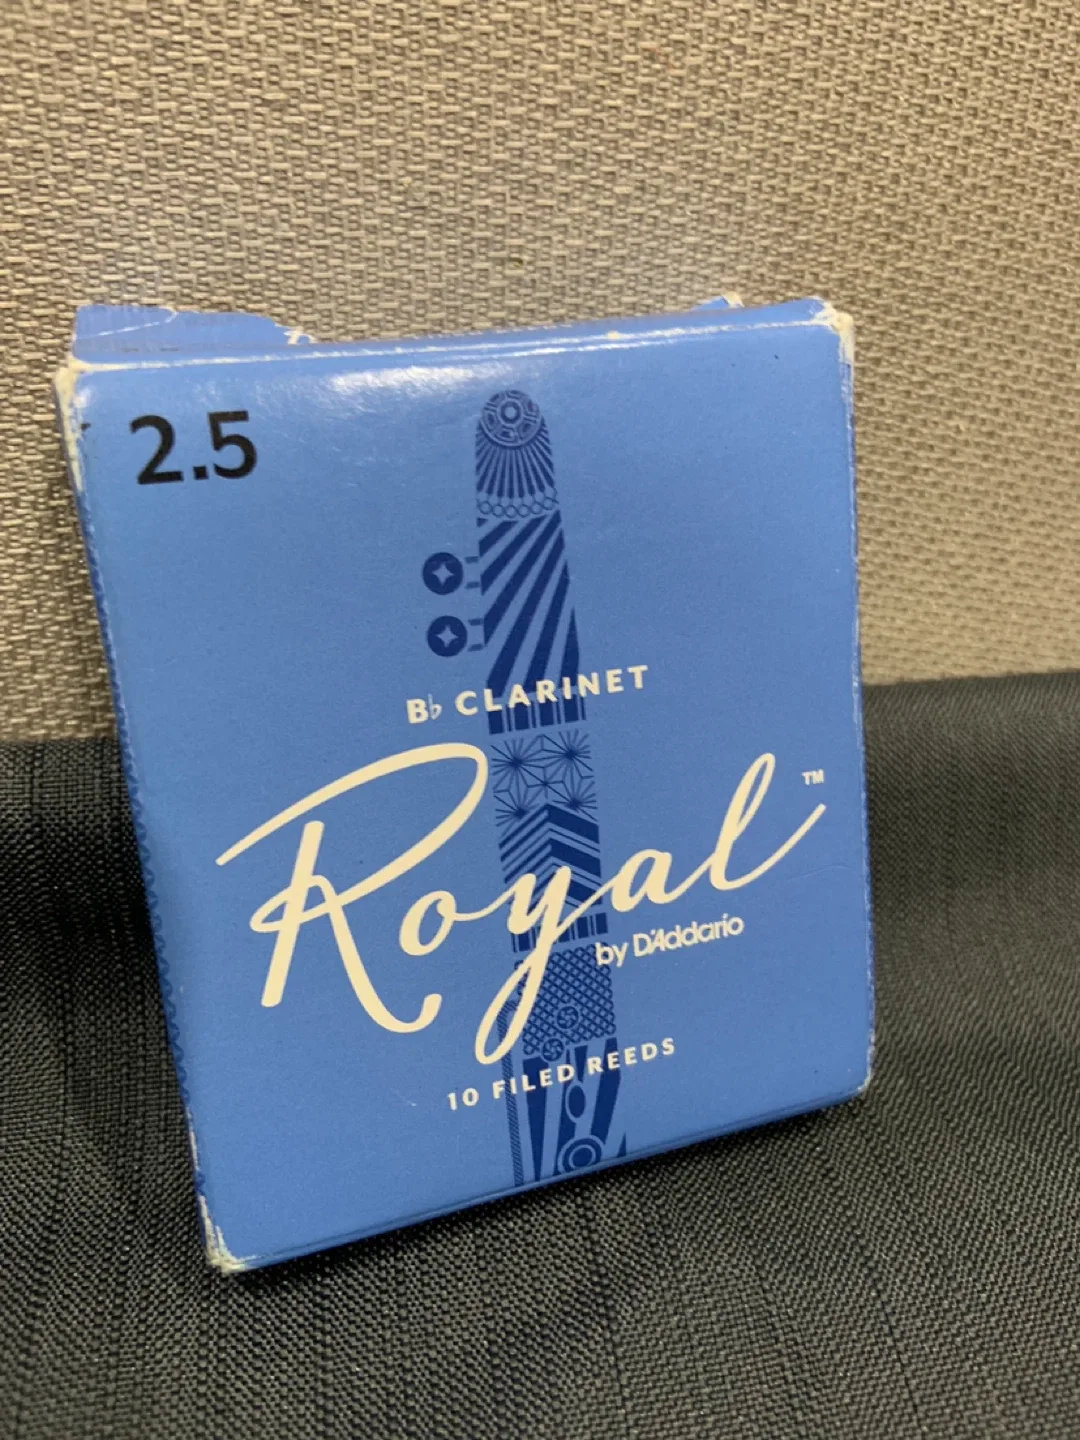 2.5
B♭ CLARINET
Royal™
by D'Addario
10 FILED REEDS